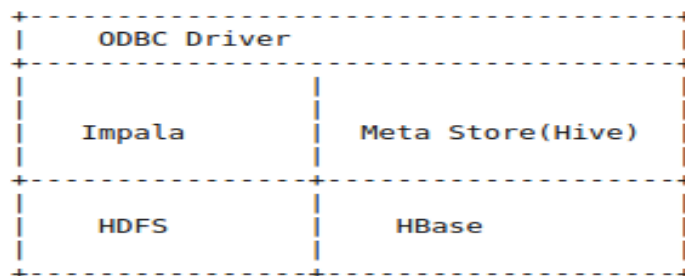 ODBC Driver
Impala
Meta Store(Hive)
HDFS
HBase